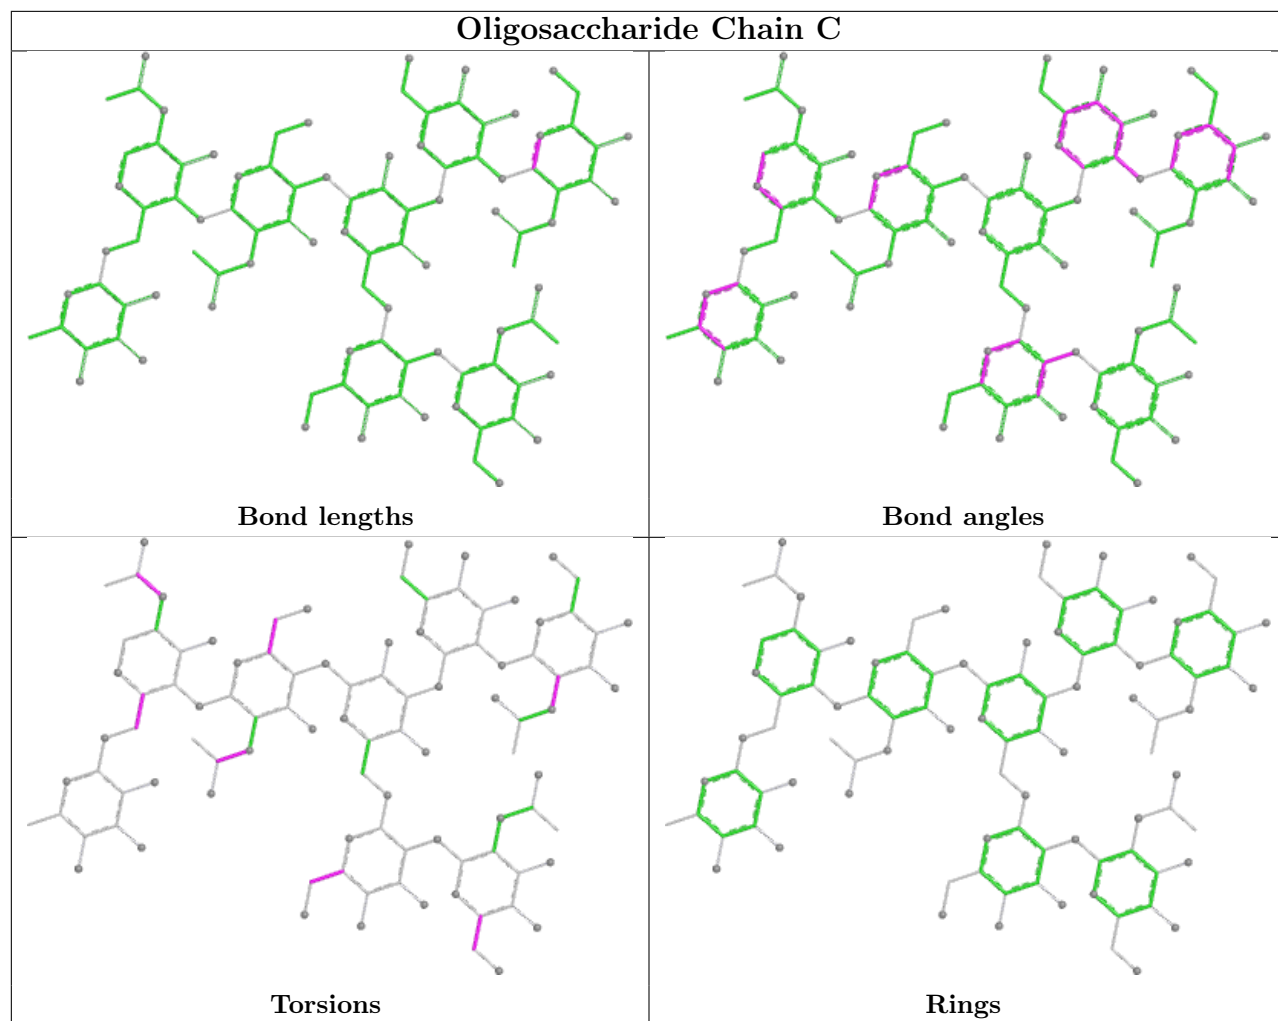 Oligosaccharide Chain C
Bond lengths
Bond angles
Torsions
Rings